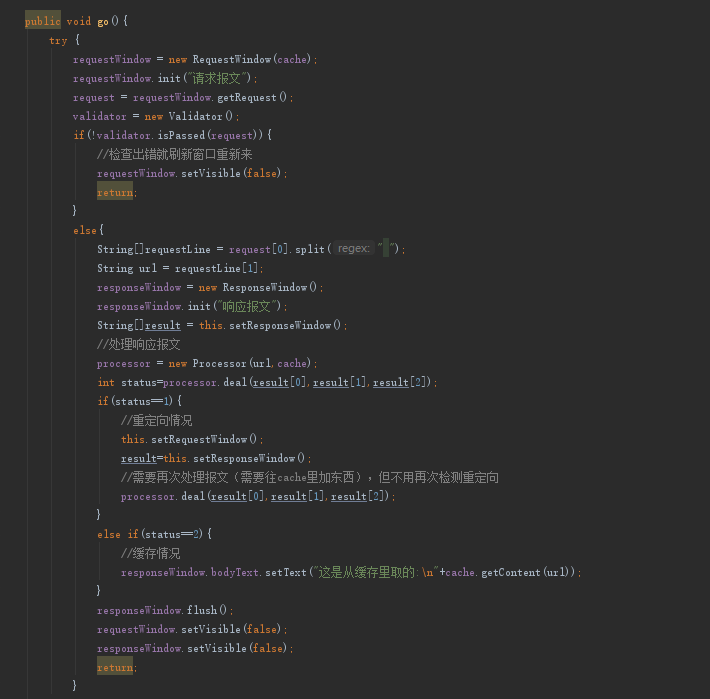 public void go(){
try {
requestWindow = new RequestWindow(cache);
requestWindow.init("请求报文");
request = requestWindow.getRequest();
validator = new Validator();
if(!validator.isPassed(request)){
//检查出错就刷新窗口重新来
requestWindow.setVisible(false);
return;
}
else{
String[]requestLine = request[0].split( regex: " ");
String url = requestLine[1];
responseWindow = new ResponseWindow();
responseWindow.init("响应报文");
String[]result = this.setResponseWindow();
//处理响应报文
processor = new Processor(url,cache);
int status=processor.deal(result[0],result[1],result[2]);
if(status==1){
//重定向情况
this.setRequestWindow();
result=this.setResponseWindow();
//需要再次处理报文（需要往cache里加东西），但不用再次检测重定向
processor.deal(result[0],result[1],result[2]);
}
else if(status==2){
//缓存情况
responseWindow.bodyText.setText("这是从缓存里取的:\n"+cache.getContent(url));
}
responseWindow.flush();
requestWindow.setVisible(false);
responseWindow.setVisible(false);
return;
}